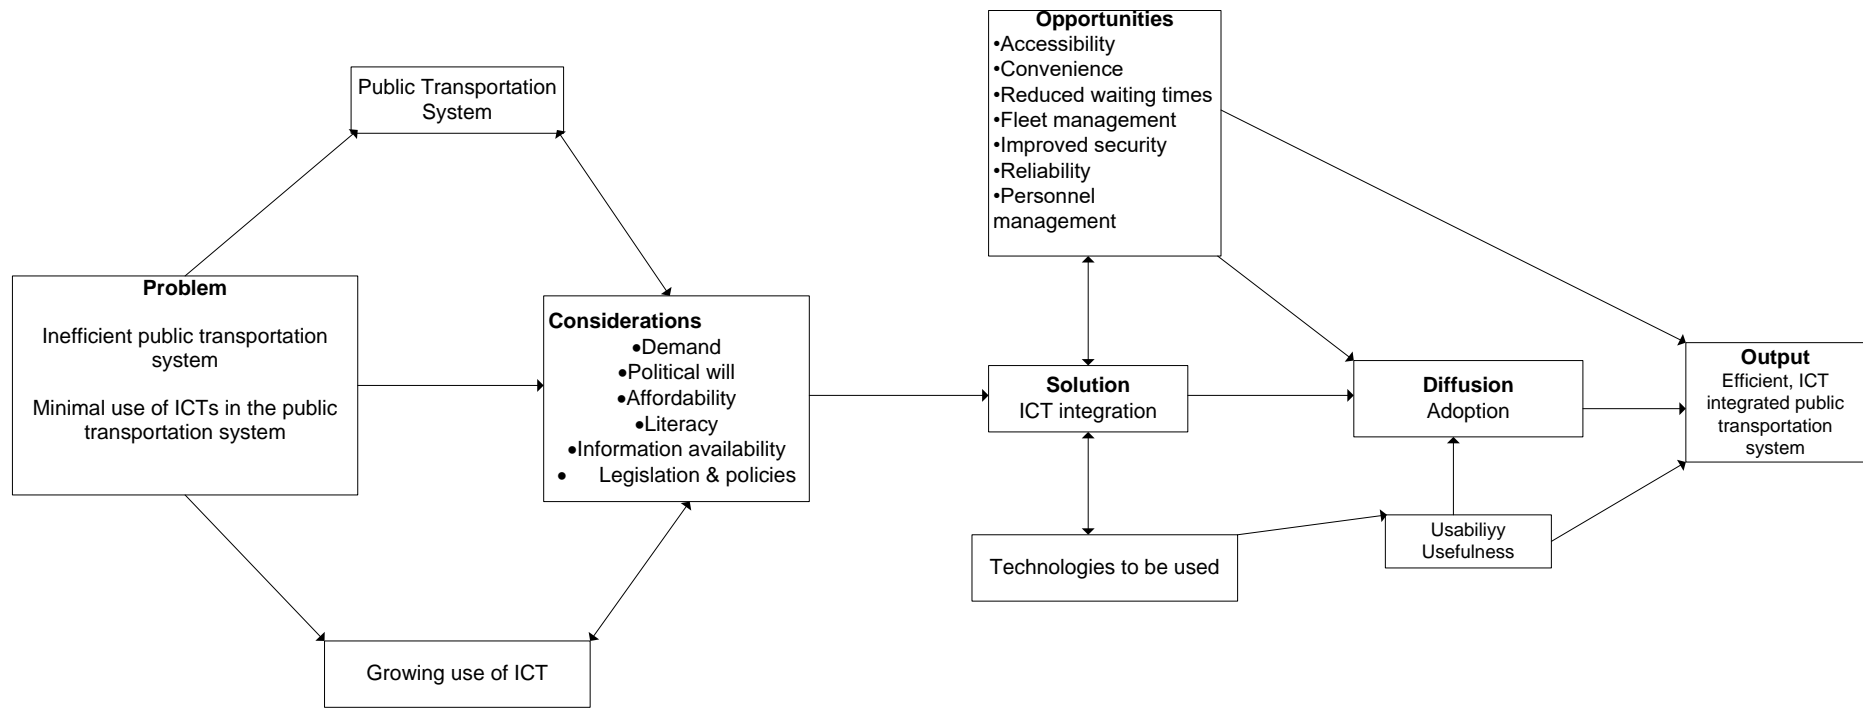 Public Transportation
System
Problem
Inefficient public transportation
system
Minimal use of ICTs in the public
transportation system
Considerations
•Demand
•Political will
•Affordability
•Literacy
•Information availability
• Legislation & policies
Growing use of ICT
Opportunities
•Accessibility
•Convenience
•Reduced waiting times
•Fleet management
•Improved security
•Reliability
•Personnel
management
Solution
ICT integration
Technologies to be used
Diffusion
Adoption
Usabiliyy
Usefulness
Output
Efficient, ICT
integrated public
transportation
system